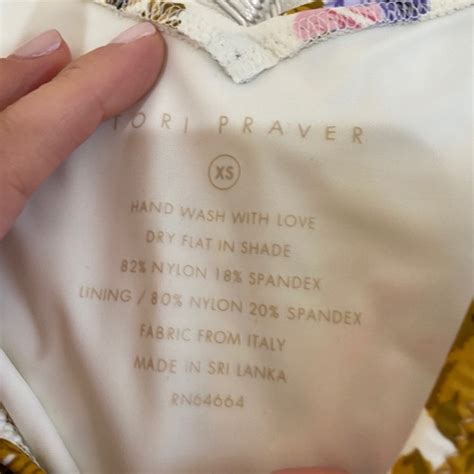 TORI PRAVER
XS
HAND WASH WITH LOVE
DRY FLAT IN SHADE
82% NYLON 18% SPANDEX
LINING / 80% NYLON 20% SPANDEX
FABRIC FROM ITALY
MADE IN SRI LANKA
RN64664